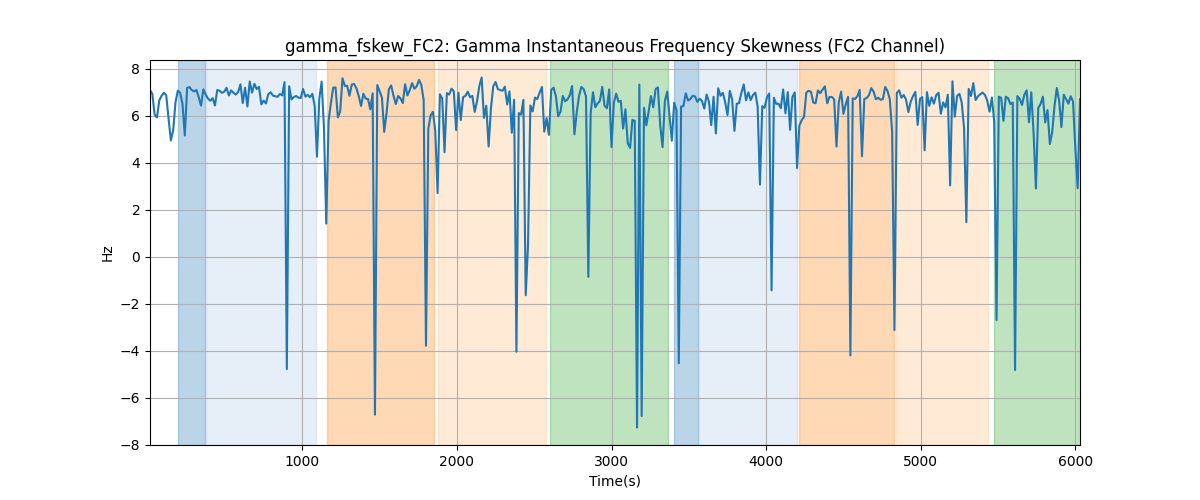 gamma_fskew_FC2: Gamma Instantaneous Frequency Skewness (FC2 Channel)
8
6
4
2
0
−2
−4
−6
−8
Hz
1000 2000 3000 4000 5000 6000
Time(s)